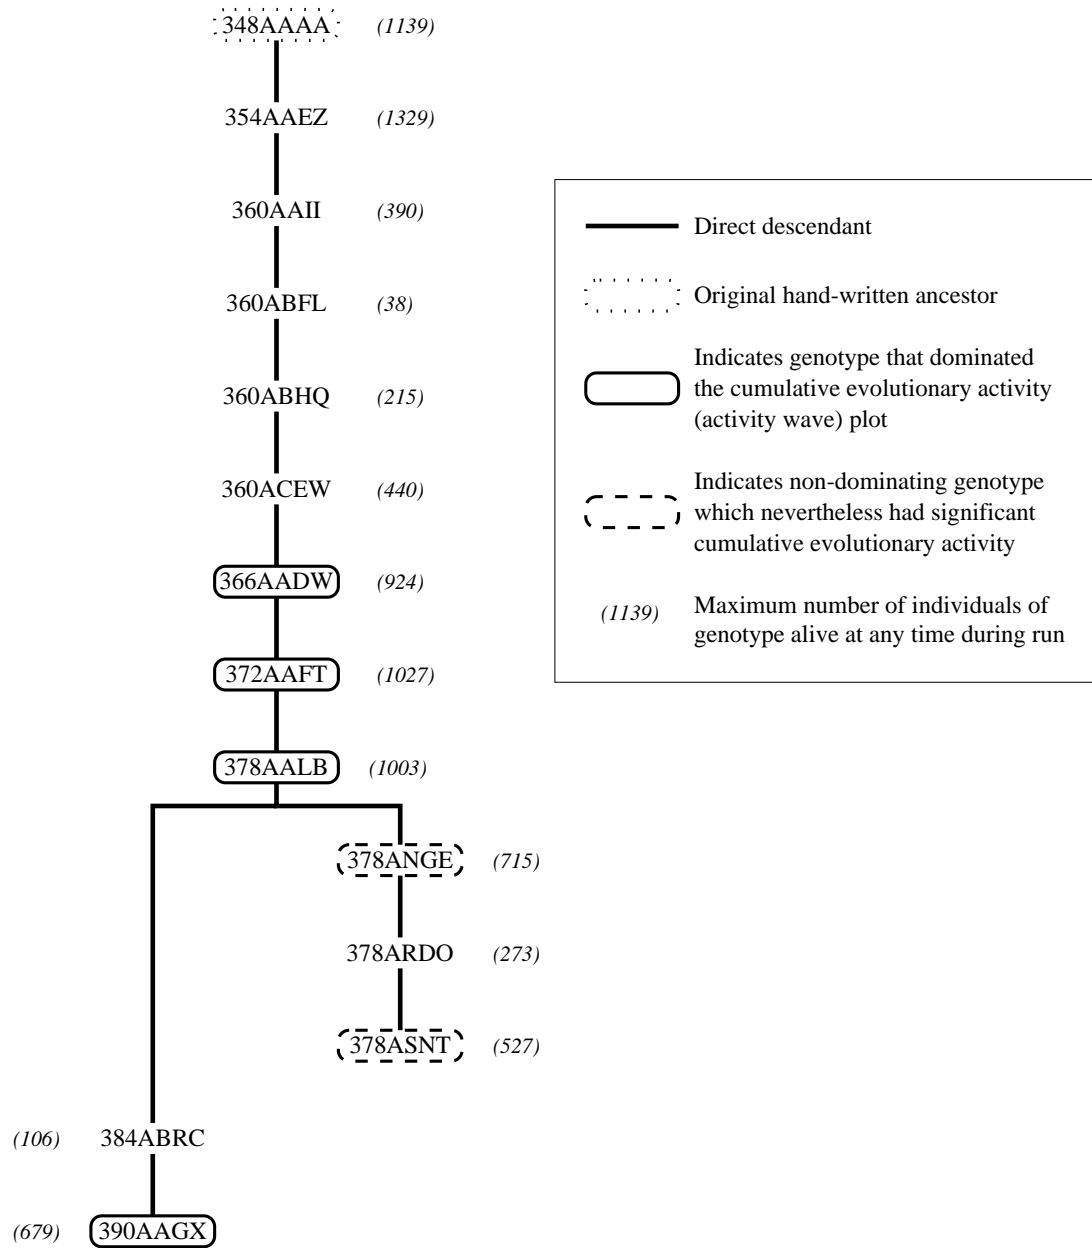 348AAAA (1139)
354AAEZ (1329)
360AAII (390)
360ABFL (38)
360ABHQ (215)
360ACEW (440)
366AADW (924)
372AAFT (1027)
378AALB (1003)
378ANGE (715)
378ARDO (273)
378ASNT (527)
(106) 384ABRC
(679) 390AAGX
Direct descendant
Original hand-written ancestor
Indicates genotype that dominated
the cumulative evolutionary activity
(activity wave) plot
Indicates non-dominating genotype
which nevertheless had significant
cumulative evolutionary activity
(1139) Maximum number of individuals of
genotype alive at any time during run